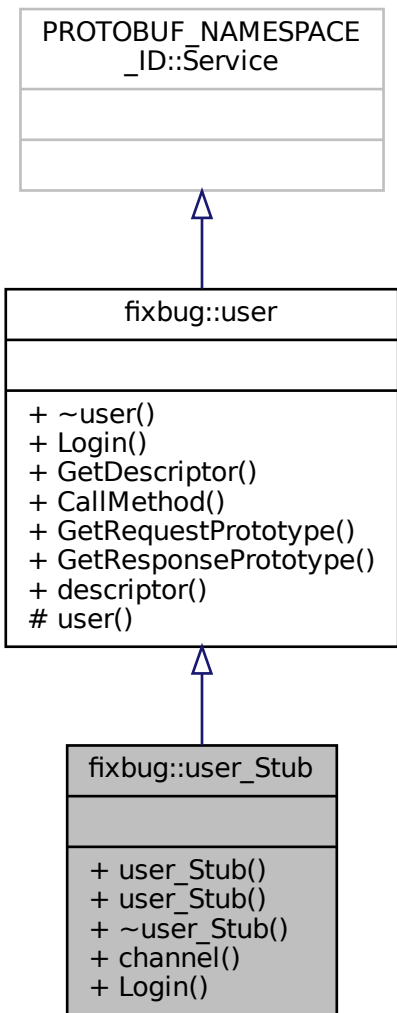 PROTOBUF_NAMESPACE
_ID::Service
fixbug::user
+ ~user()
+ Login()
+ GetDescriptor()
+ CallMethod()
+ GetRequestPrototype()
+ GetResponsePrototype()
+ descriptor()
# user()
fixbug::user_Stub
+ user_Stub()
+ user_Stub()
+ ~user_Stub()
+ channel()
+ Login()